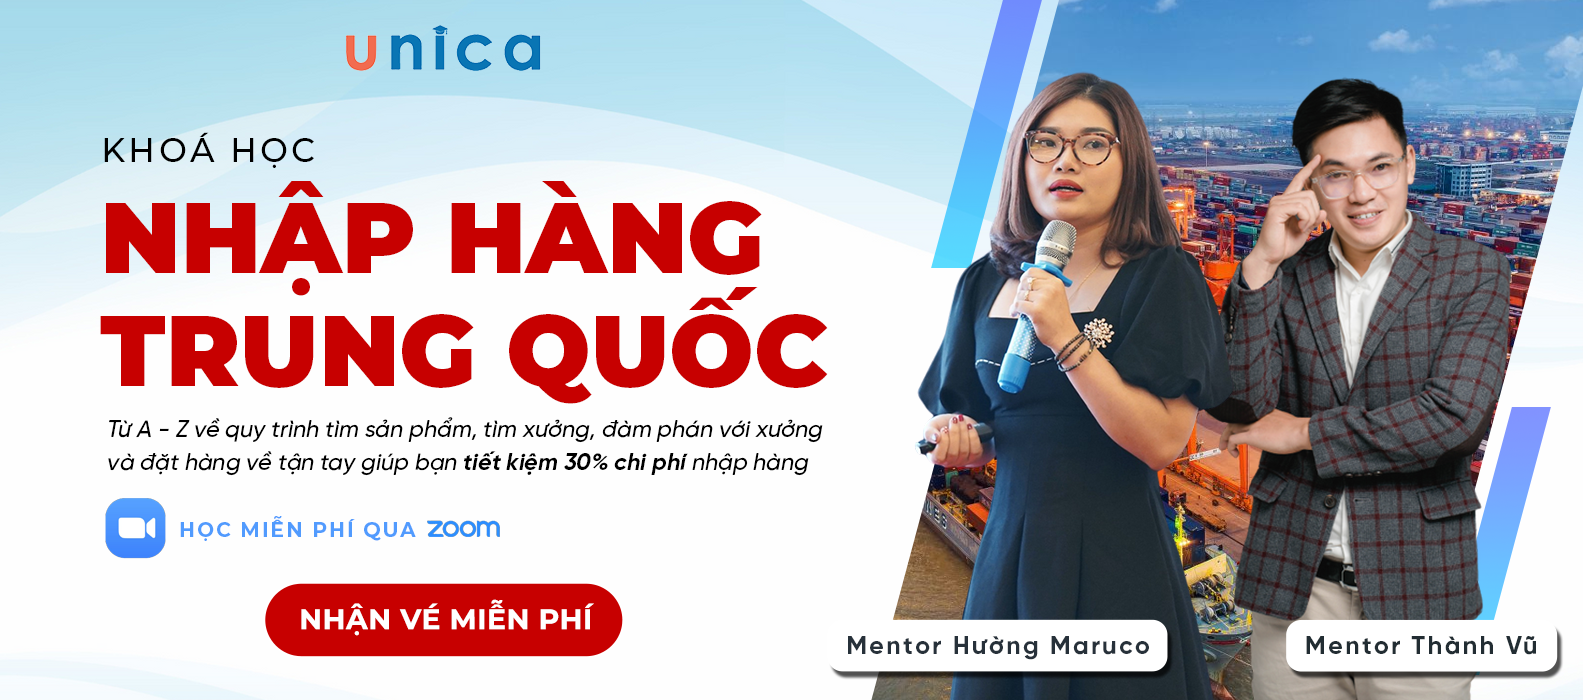 unica
KHOÁ HỌC
NHẬP HÀNG
TRUNG QUỐC
Từ A - Z về quy trình tìm sản phẩm, tìm xưởng, đàm phán với xưởng
và đặt hàng về tận tay giúp bạn tiết kiệm 30% chi phí nhập hàng
HỌC MIỄN PHÍ QUA zoom
NHẬN VÉ MIỄN PHÍ
Mentor Hường Maruco
Mentor Thành Vũ